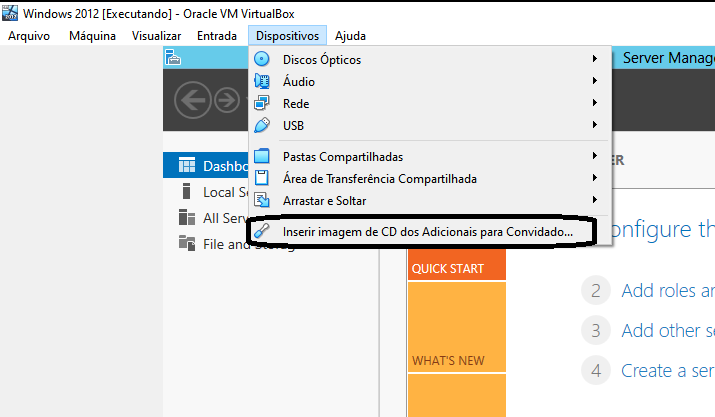 Windows 2012 [Executando] - Oracle VM VirtualBox
Arquivo Máquina Visualizar Entrada Dispositivos Ajuda
Server Manag
Discos Ópticos
Áudio
Rede
USB
Pastas Compartilhadas
Área de Transferência Compartilhada
Arrastar e Soltar
Inserir imagem de CD dos Adicionais para Convidado...
Dashbo
Local Se
All Serv
File and Storag
ER
onfigure th
QUICK START
2 Add roles an
3 Add other se
WHAT'S NEW
4 Create a ser